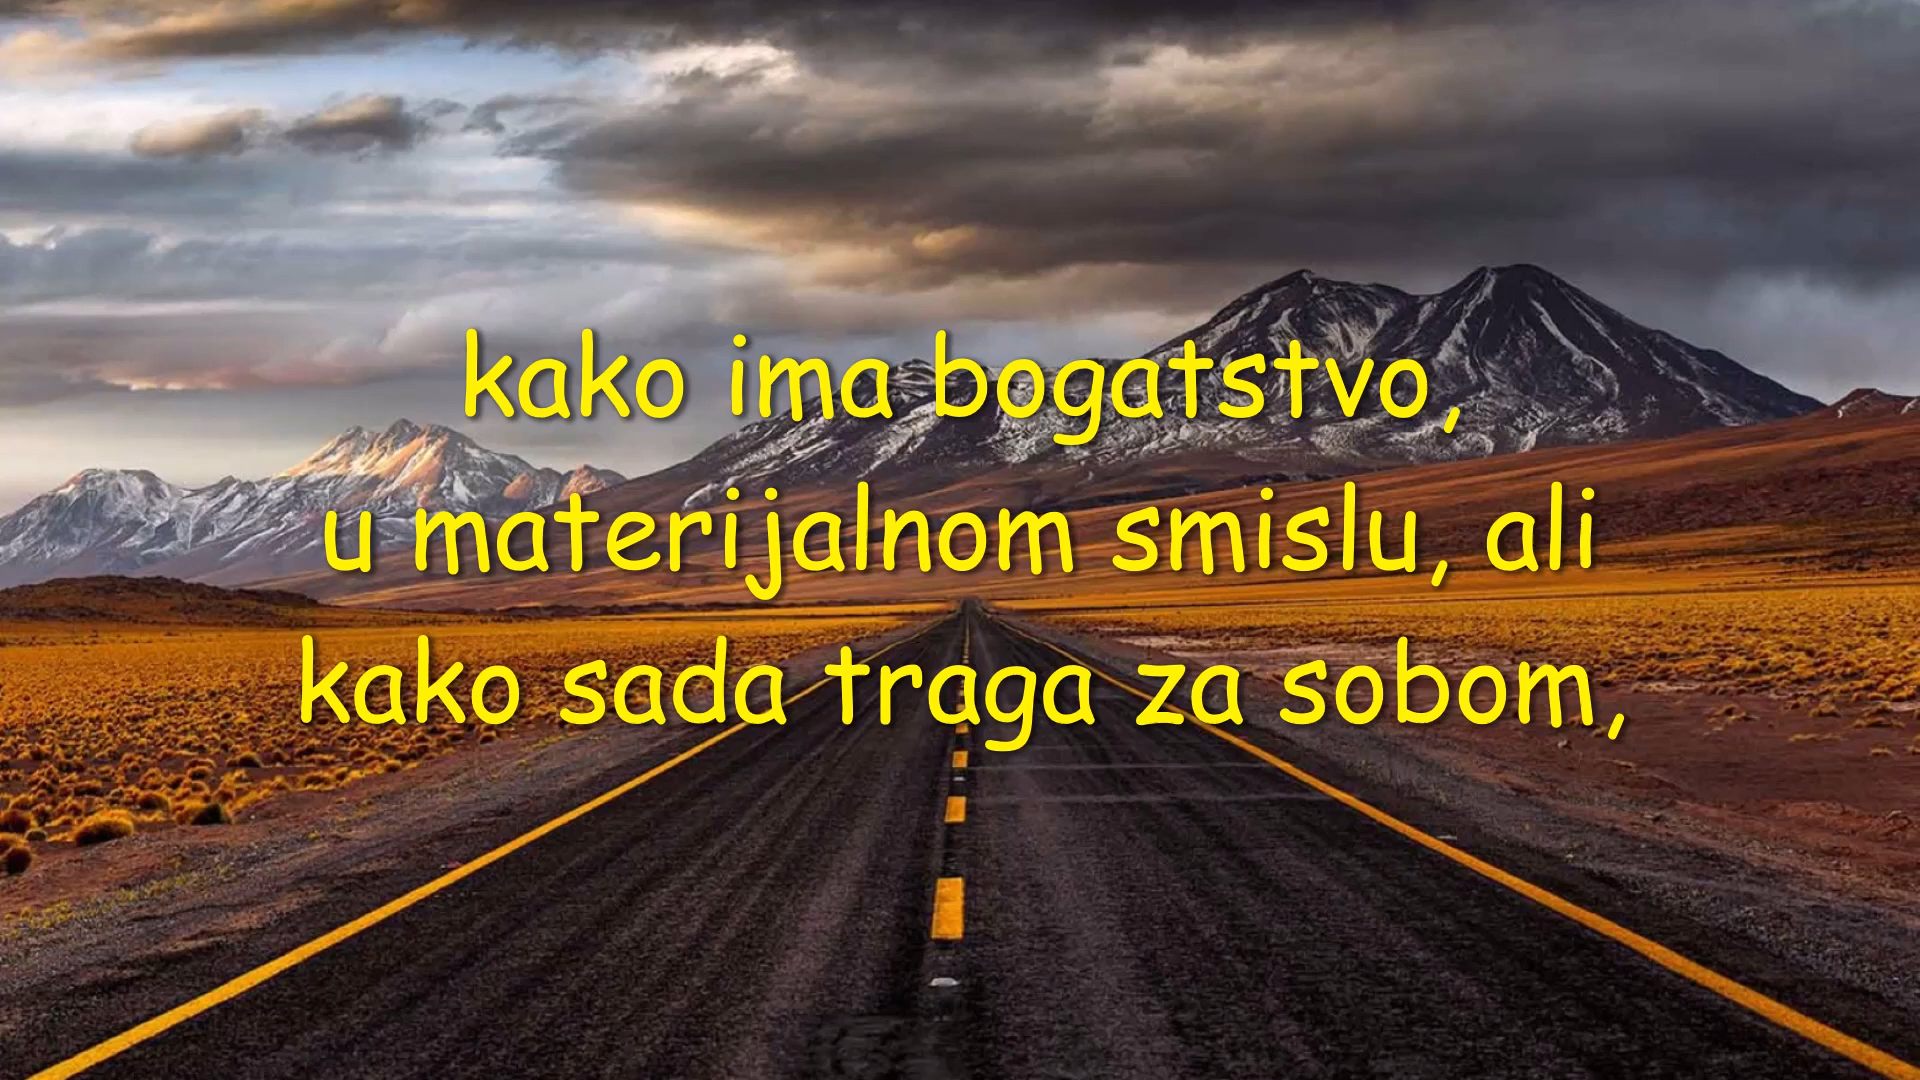 kako ima bogatstvo,
u materijalnom smislu, ali
kako sada traga za sobom,